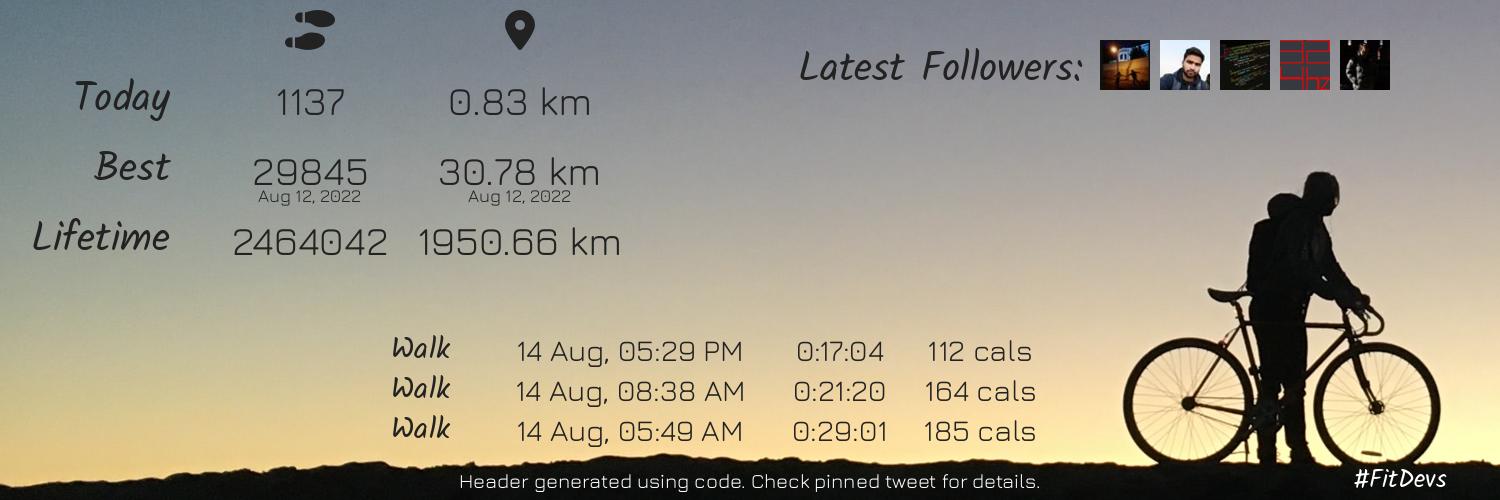 Latest Followers:
Today 1137 0.83 km
Best 29845 30.78 km
Aug 12, 2022 Aug 12, 2022
Lifetime 2464042 1950.66 km
Walk 14 Aug, 05:29 PM 0:17:04 112 cals
Walk 14 Aug, 08:38 AM 0:21:20 164 cals
Walk 14 Aug, 05:49 AM 0:29:01 185 cals
Header generated using code. Check pinned tweet for details.
#FitDevs